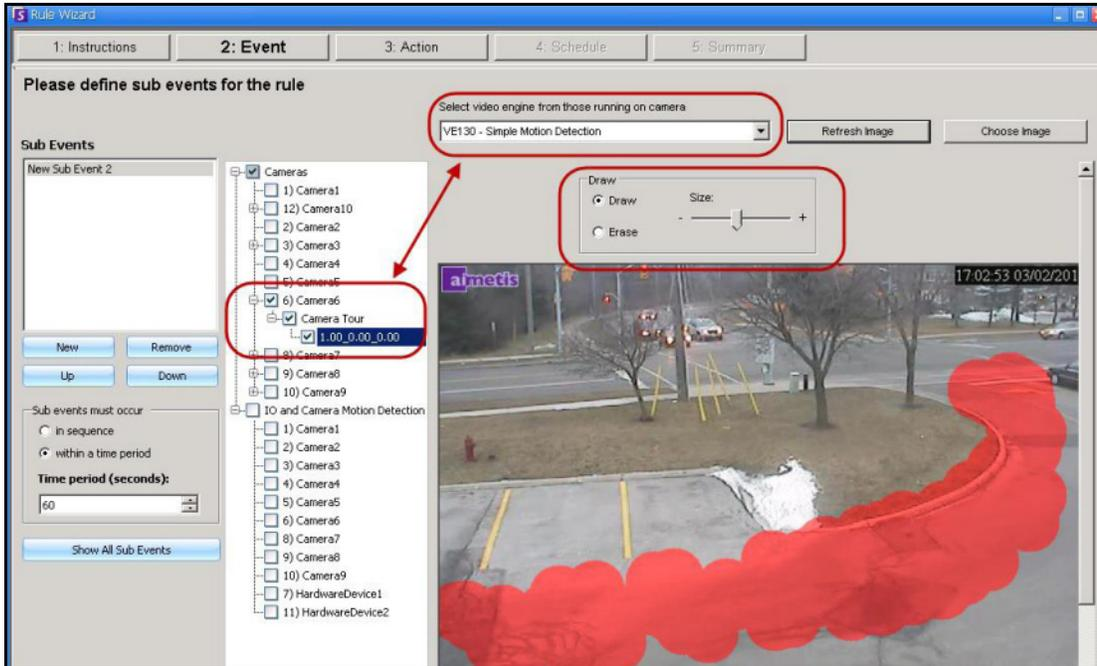 Rule Wizard
1: Instructions
2: Event
3: Action
4: Schedule
5: Summary
Please define sub events for the rule
Select video engine from those running on camera
VE130 - Simple Motion Detection
Refresh Image
Choose Image
Sub Events
New Sub Event 2
New
Remove
Up
Down
Sub events must occur
in sequence
within a time period
Time period (seconds):
60
Show All Sub Events
Cameras
1) Camera1
12) Camera10
2) Camera2
3) Camera3
4) Camera4
5) Camera5
6) Camera6
Camera Tour
1.00_0.00_0.00
8) Camera7
9) Camera8
10) Camera9
IO and Camera Motion Detection
1) Camera1
2) Camera2
3) Camera3
4) Camera4
5) Camera5
6) Camera6
8) Camera7
9) Camera8
10) Camera9
7) HardwareDevice1
11) HardwareDevice2
Draw
Draw
Erase
Size:
- +
aimetis
17:02:53 03/02/201